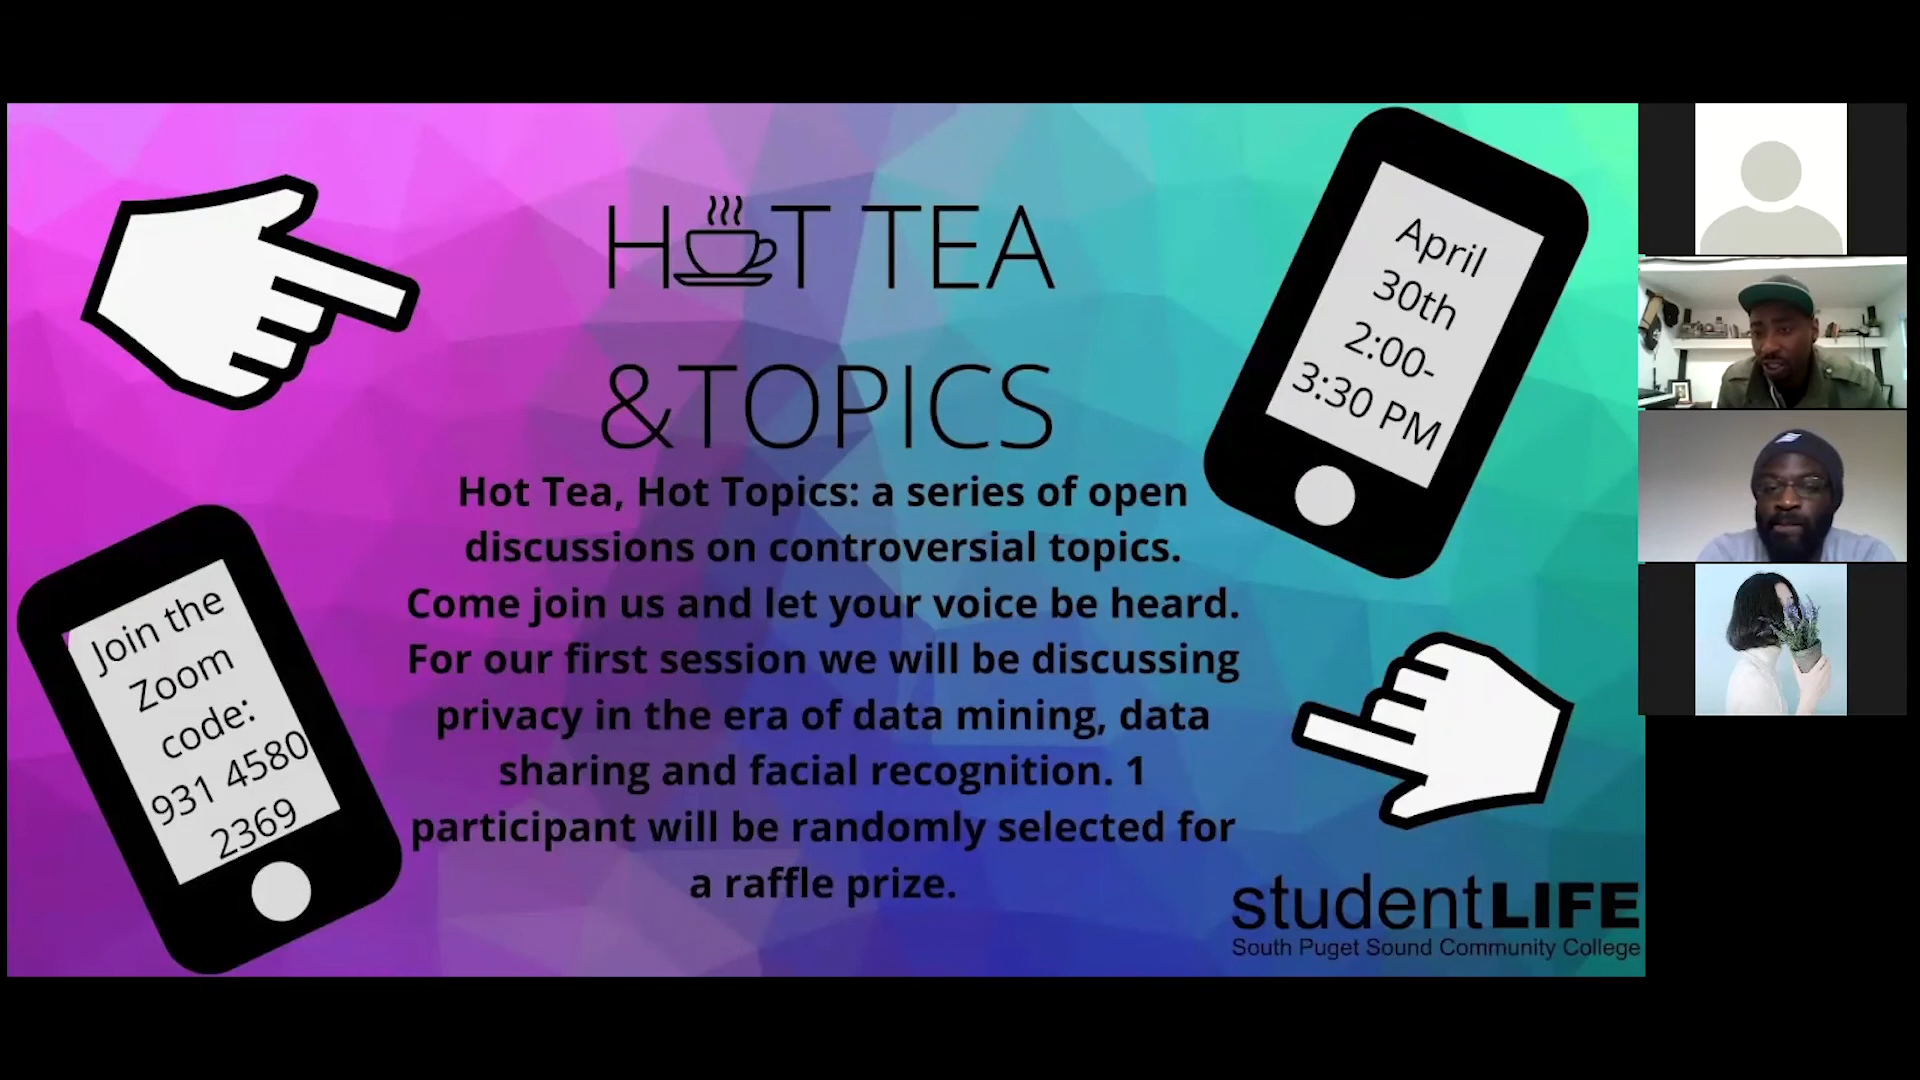 HOT TEA
&TOPICS
Hot Tea, Hot Topics: a series of open
discussions on controversial topics.
Come join us and let your voice be heard.
For our first session we will be discussing
privacy in the era of data mining, data
sharing and facial recognition. 1
participant will be randomly selected for
a raffle prize.
April
30th
2:00-
3:30 PM
Join the
Zoom
code:
931 4580
2369
studentLIFE
South Puget Sound Community College